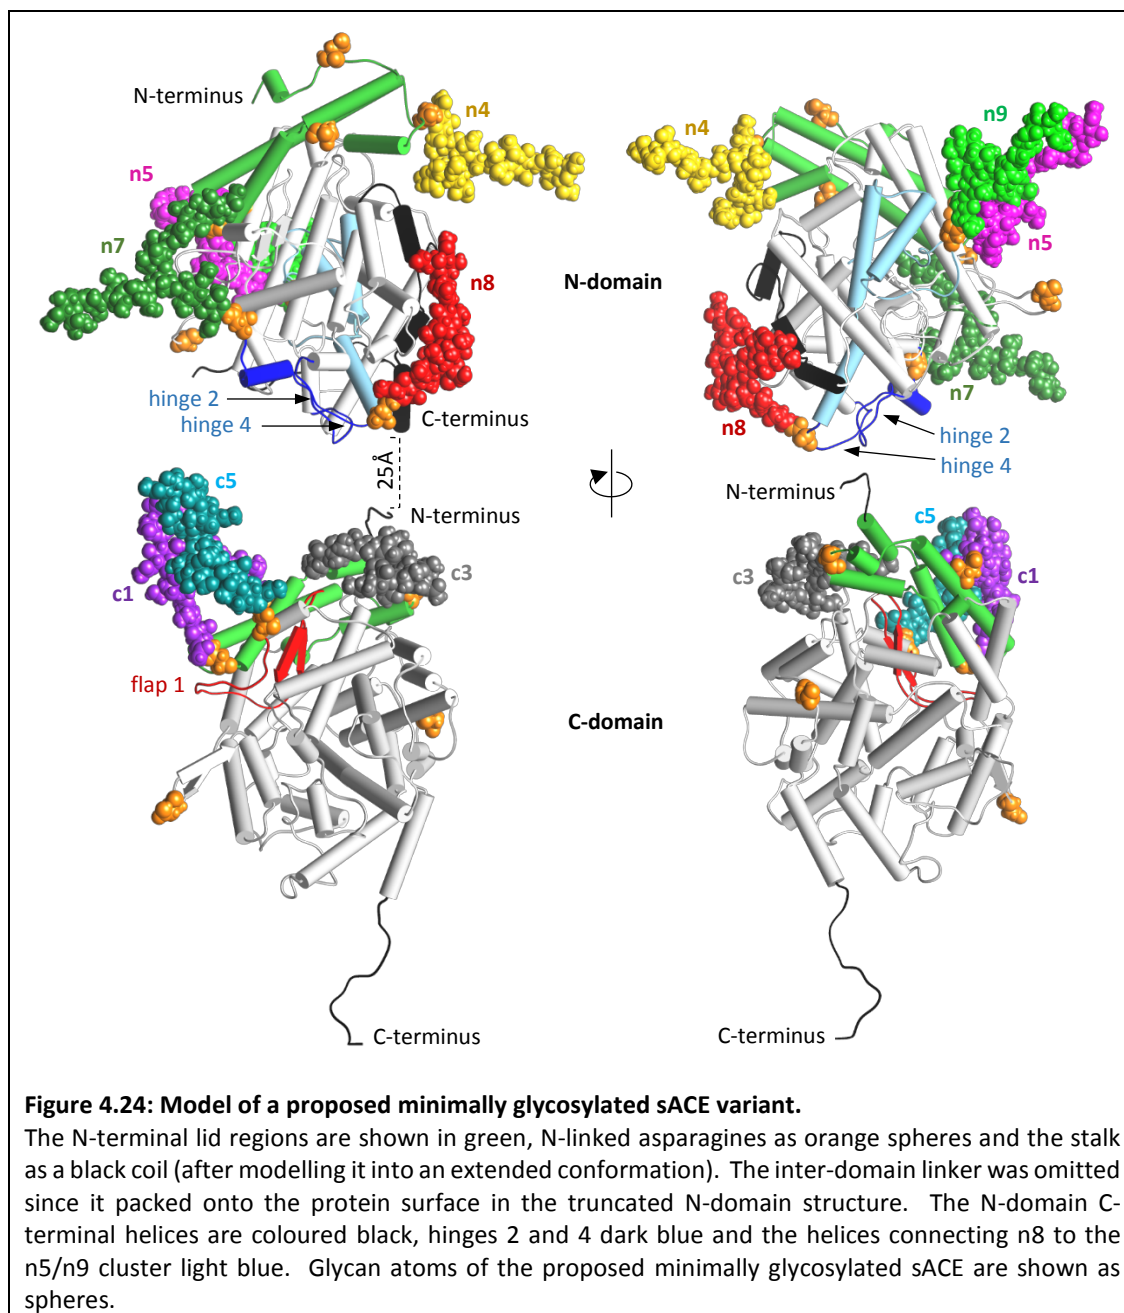 N-terminus
n4
n5
n7
n8
hinge 2
hinge 4
C-terminus
N-domain
n4
n9
n5
n7
n8
hinge 2
hinge 4
25Å
c5
N-terminus
c1
c3
flap 1
C-terminus
C-domain
N-terminus
c5
c3
c1
C-terminus
Figure 4.24: Model of a proposed minimally glycosylated sACE variant.
The N-terminal lid regions are shown in green, N-linked asparagines as orange spheres and the stalk
as a black coil (after modelling it into an extended conformation). The inter-domain linker was omitted
since it packed onto the protein surface in the truncated N-domain structure. The N-domain C-
terminal helices are coloured black, hinges 2 and 4 dark blue and the helices connecting n8 to the
n5/n9 cluster light blue. Glycan atoms of the proposed minimally glycosylated sACE are shown as
spheres.